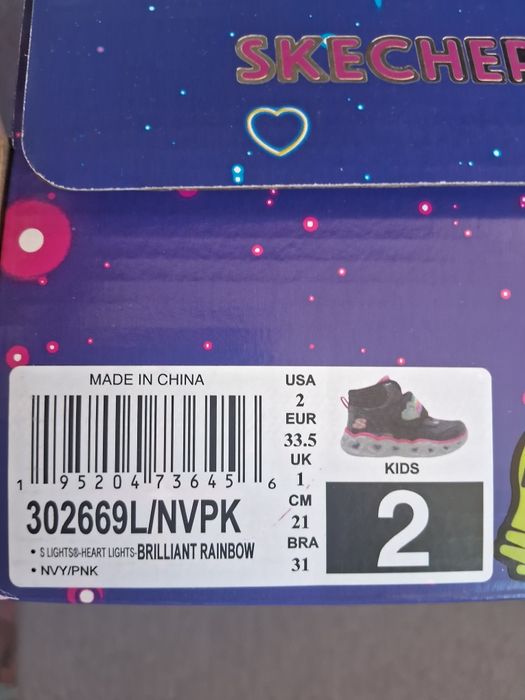 SKECHER
MADE IN CHINA
1 95204 73645 6
302669L/NVPK
• S LIGHTS®-HEART LIGHTS-BRILLIANT RAINBOW
• NVY/PNK
USA
2
EUR
33.5
UK
1
CM
21
BRA
31
S
KIDS
2